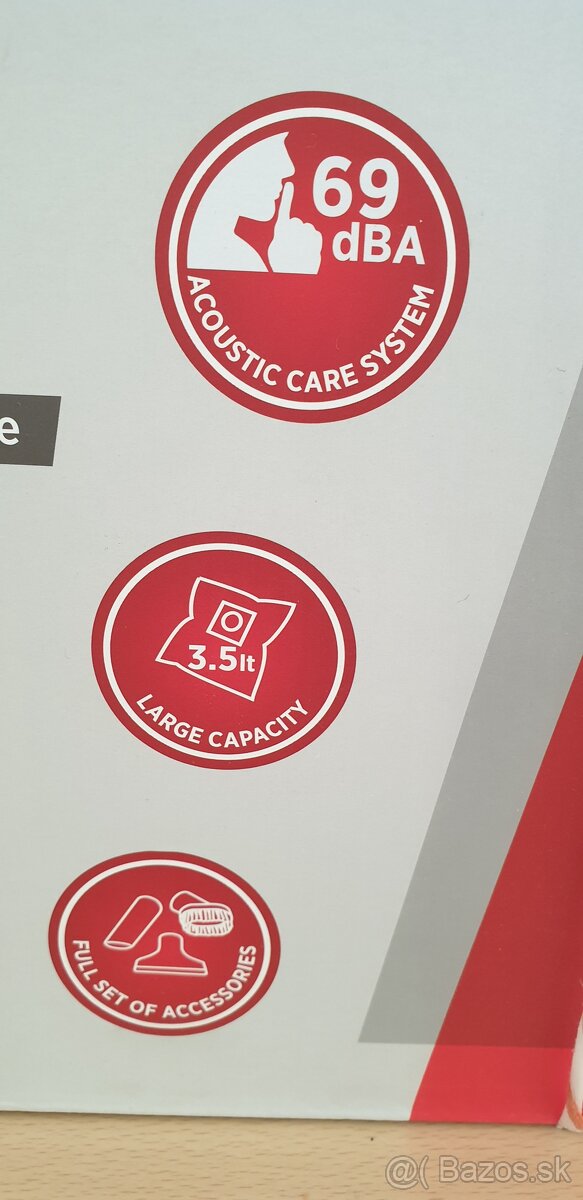 69
dBA
ACOUSTIC CARE SYSTEM
e
3.5lt
LARGE CAPACITY
FULL SET OF ACCESSORIES
@( Bazos.sk